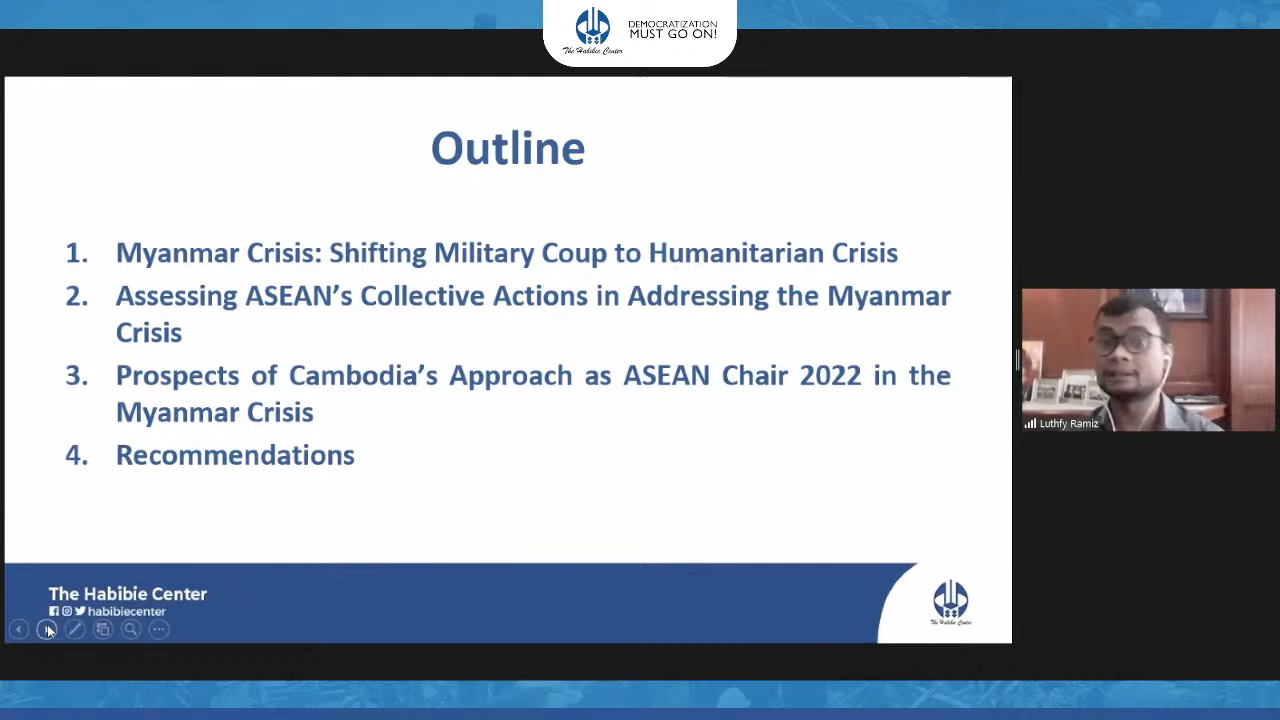 The Habibie Center
DEMOCRATIZATION
MUST GO ON!
Outline
1. Myanmar Crisis: Shifting Military Coup to Humanitarian Crisis
2. Assessing ASEAN’s Collective Actions in Addressing the Myanmar
Crisis
3. Prospects of Cambodia’s Approach as ASEAN Chair 2022 in the
Myanmar Crisis
4. Recommendations
Luthfy Ramiz
The Habibie Center
habibiecenter
The Habibie Center